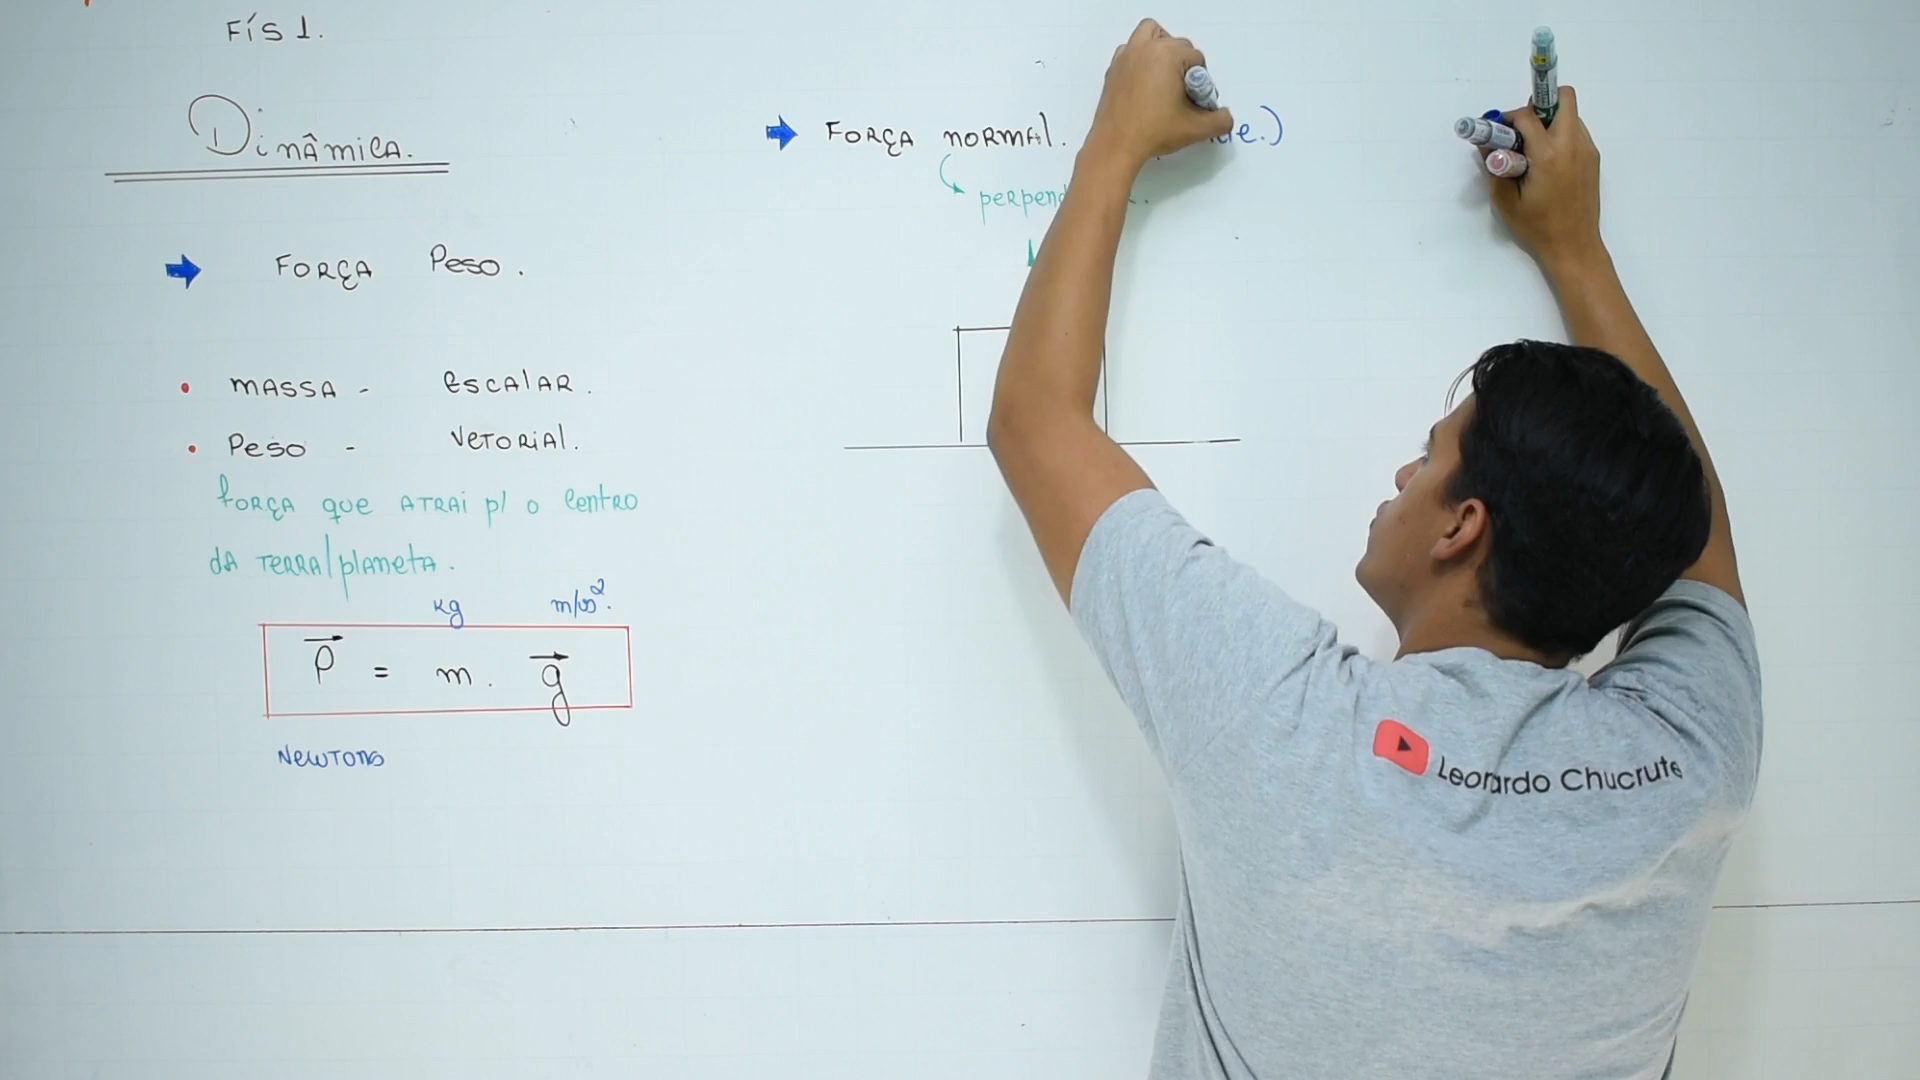 FÍS 1.
Dinâmica.
Força Peso.
• massa - escalar.
• Peso - vetorial.
força que atrai p/ o centro
da terra/planeta.
kg m/s².
P = m . g
Newtons
Força normal.
Leonardo Chucrute